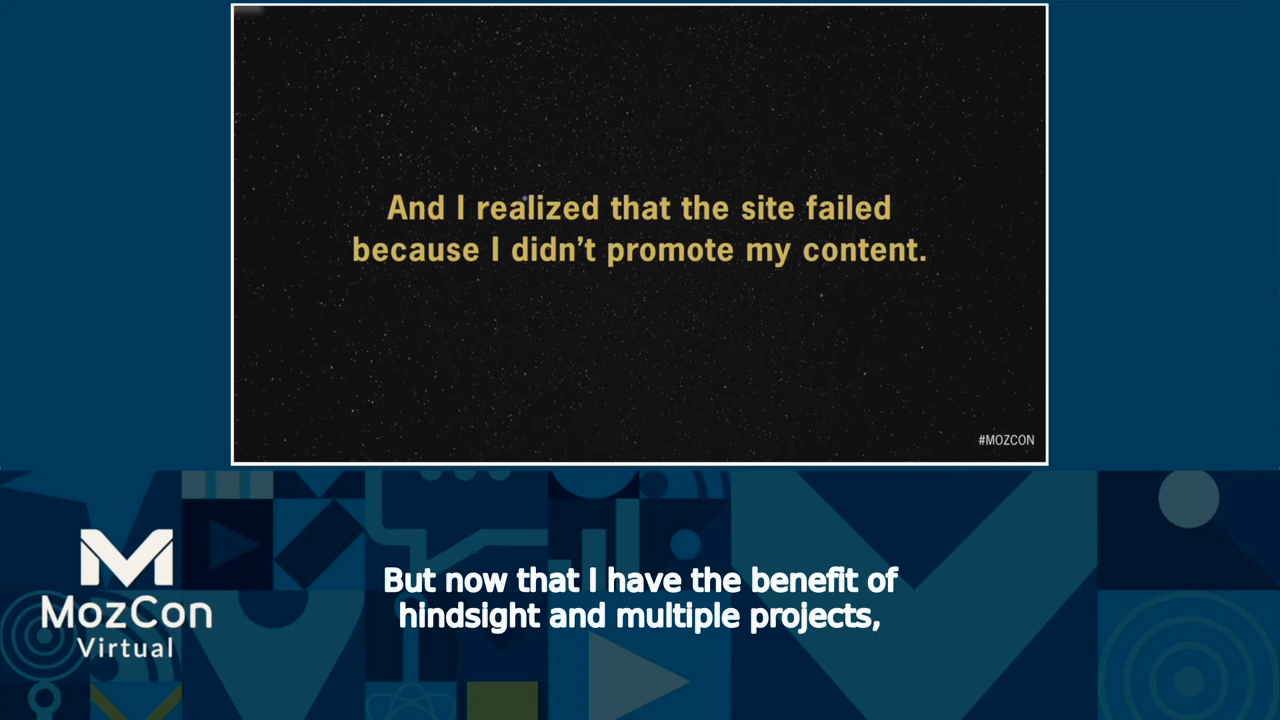 And I realized that the site failed
because I didn't promote my content.
#MOZCON
But now that I have the benefit of
hindsight and multiple projects,
M
MozCon
Virtual